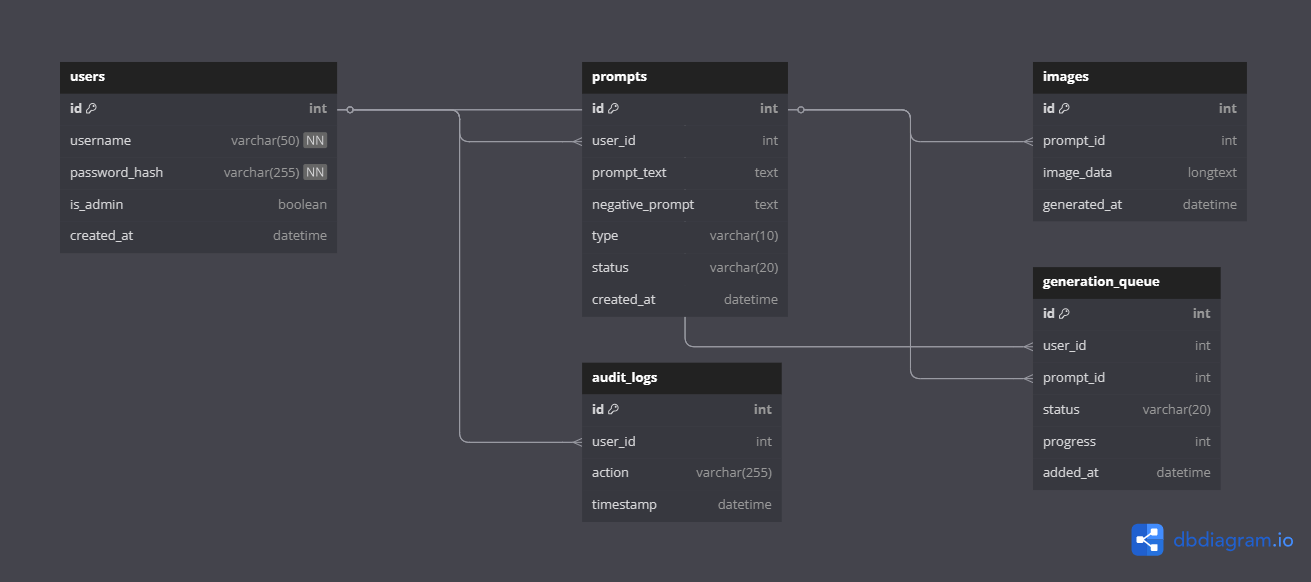 users
id int
username varchar(50) NN
password_hash varchar(255) NN
is_admin boolean
created_at datetime
prompts
id int
user_id int
prompt_text text
negative_prompt text
type varchar(10)
status varchar(20)
created_at datetime
audit_logs
id int
user_id int
action varchar(255)
timestamp datetime
images
id int
prompt_id int
image_data longtext
generated_at datetime
generation_queue
id int
user_id int
prompt_id int
status varchar(20)
progress int
added_at datetime
dbdiagram.io